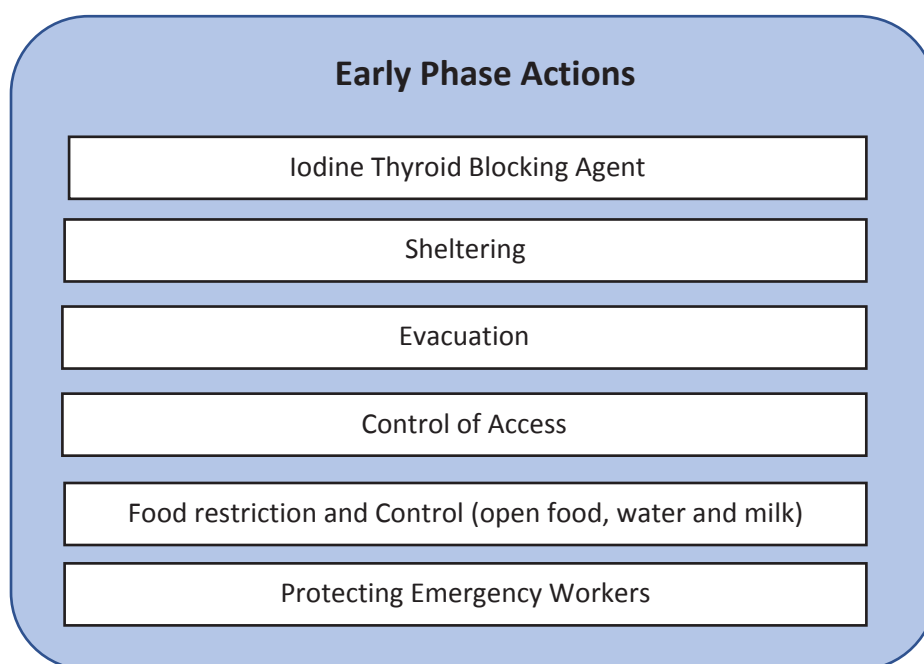 Early Phase Actions
Iodine Thyroid Blocking Agent
Sheltering
Evacuation
Control of Access
Food restriction and Control (open food, water and milk)
Protecting Emergency Workers